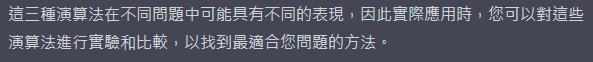 這三種演算法在不同問題中可能具有不同的表現，因此實際應用時，您可以對這些
演算法進行實驗和比較，以找到最適合您問題的方法。